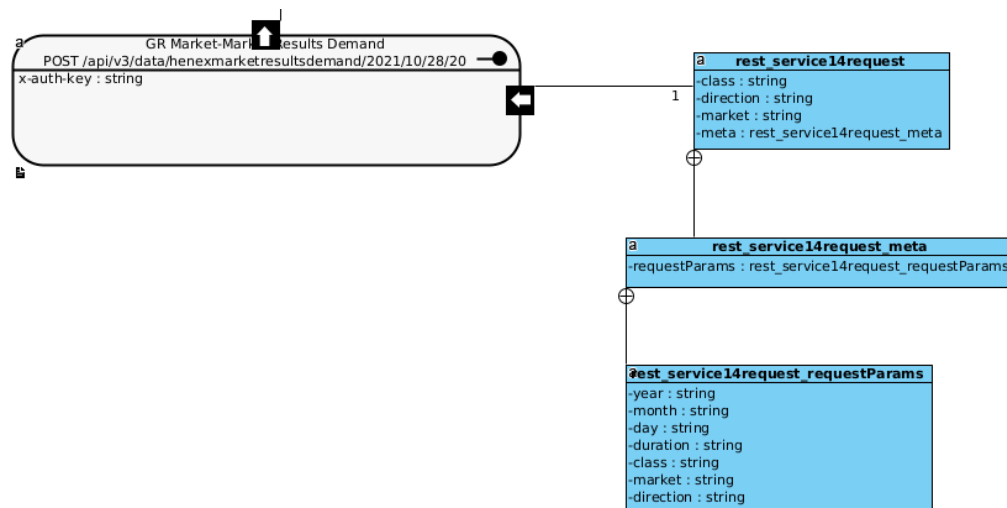 a
GR Market-Mark esults Demand
POST /api/v3/data/henexmarketresultsdemand/2021/10/28/20
x-auth-key : string
1
a
rest_service14request
-class : string
-direction : string
-market : string
-meta : rest_service14request_meta
a
rest_service14request_meta
-requestParams : rest_service14request_requestParams
a
rest_service14request_requestParams
-year : string
-month : string
-day : string
-duration : string
-class : string
-market : string
-direction : string